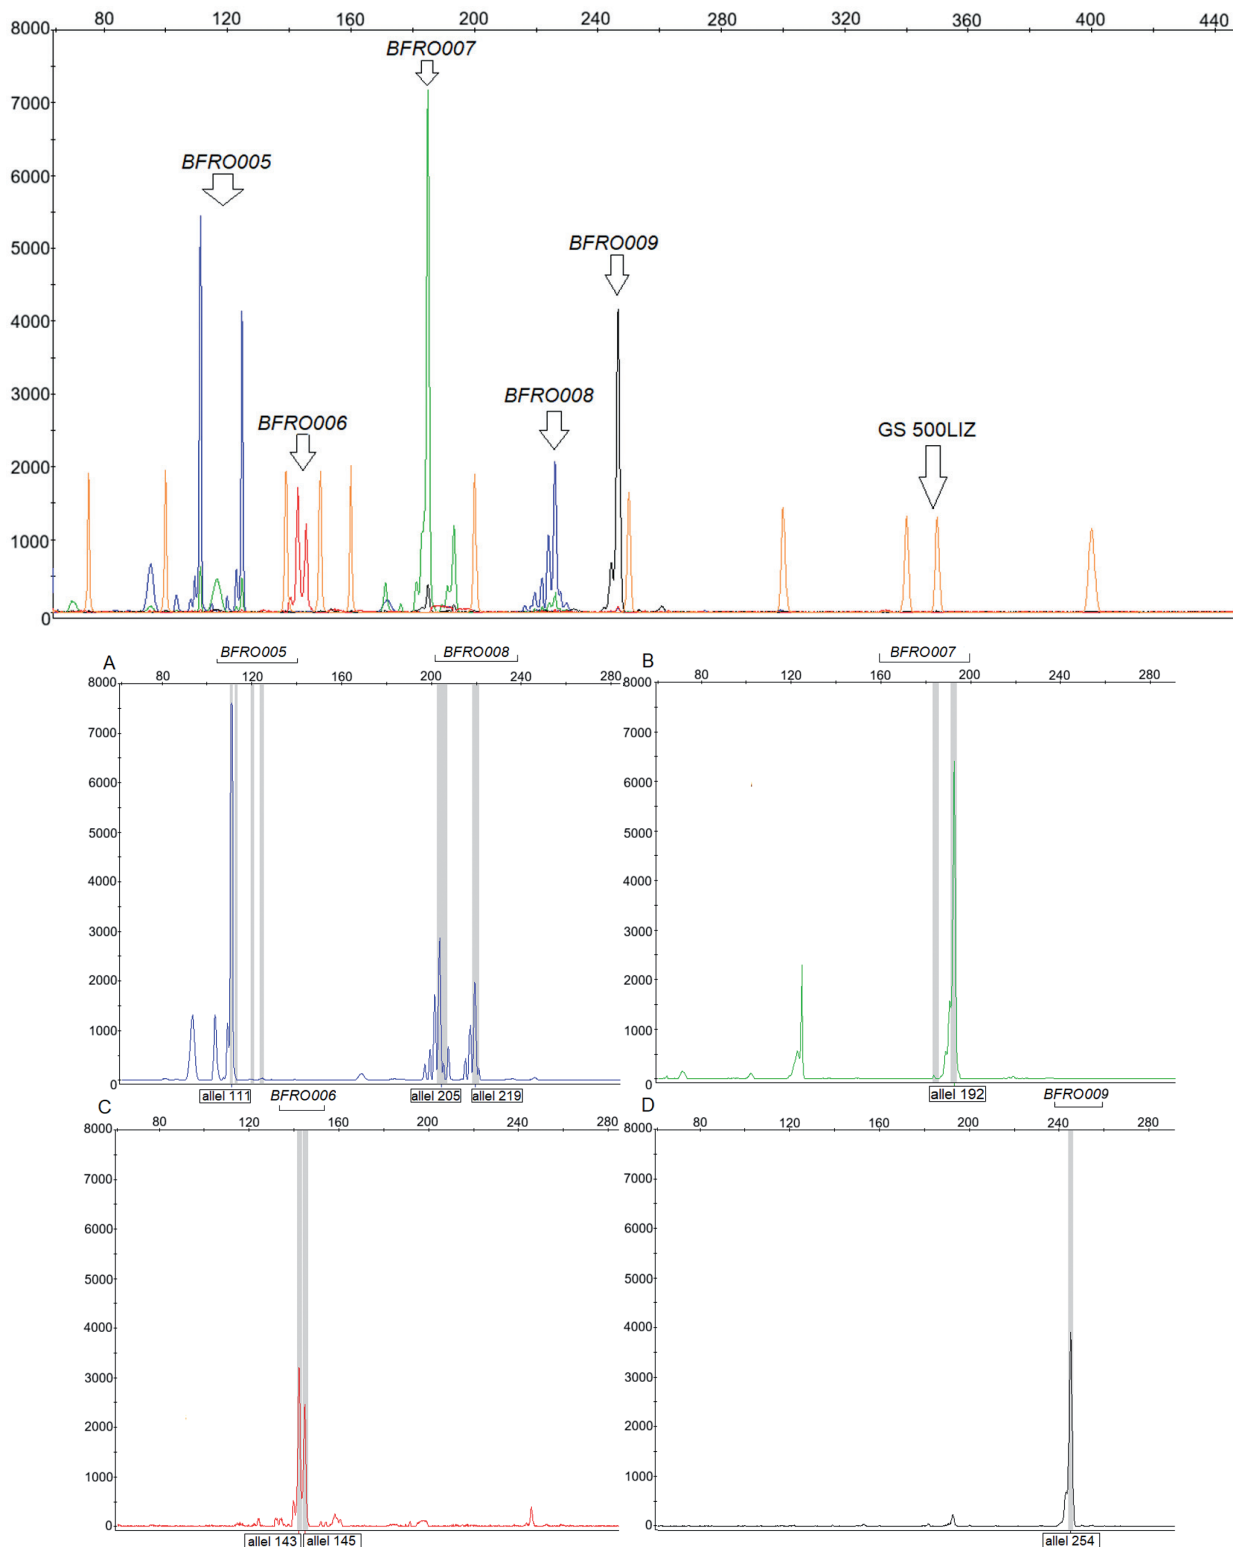 80 120 160 200 240 280 320 360 400 440
8000
BFRO007
7000
BFRO005
6000
5000
BFRO009
4000
3000
BFRO008
BFRO006
GS 500LIZ
2000
1000
0
A
BFRO005
BFRO008
80 120 160 200 240 280
8000
7000
6000
5000
4000
3000
2000
1000
0
allel 111
allel 205
allel 219
B
BFRO007
80 120 160 200 240 280
8000
7000
6000
5000
4000
3000
2000
1000
0
allel 192
C
BFRO006
80 120 160 200 240 280
8000
7000
6000
5000
4000
3000
2000
1000
0
allel 143
allel 145
D
BFRO009
80 120 160 200 240 280
8000
7000
6000
5000
4000
3000
2000
1000
0
allel 254